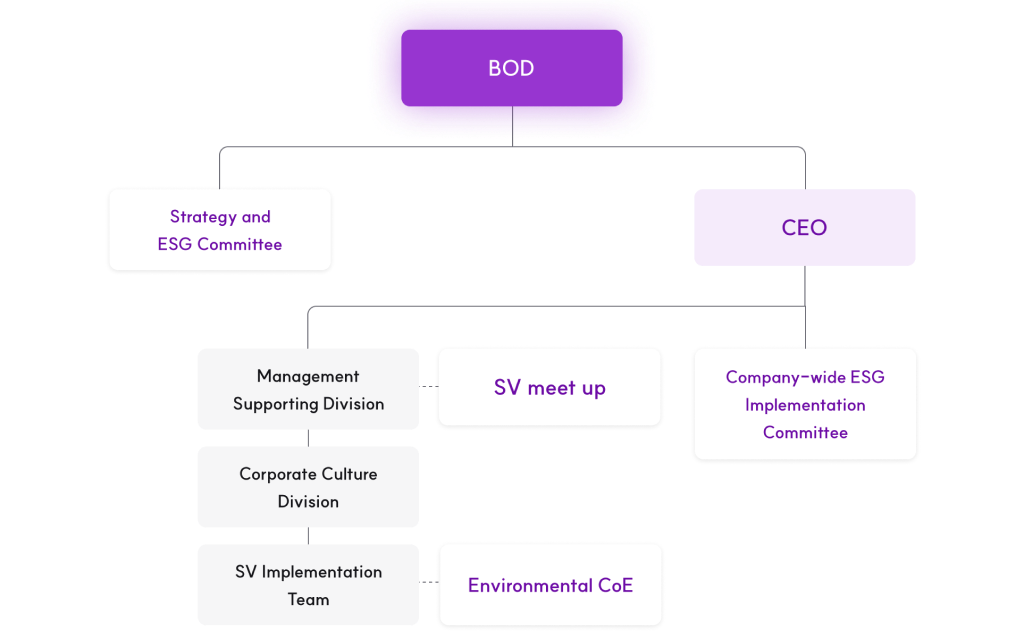 BOD
Strategy and
ESG Committee
CEO
Management
Supporting Division
SV meet up
Company-wide ESG
Implementation
Committee
Corporate Culture
Division
SV Implementation
Team
Environmental CoE